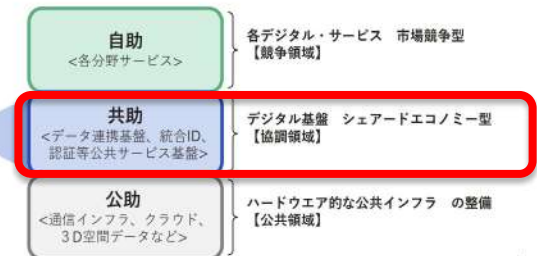 自助
<各分野サービス>
各デジタル・サービス　市場競争型
【競争領域】
共助
<データ連携基盤、統合ID、
認証等公共サービス基盤>
デジタル基盤　シェアードエコノミー型
【協調領域】
公助
<通信インフラ、クラウド、
３D空間データなど>
ハードウエア的な公共インフラ　の整備
【公共領域】